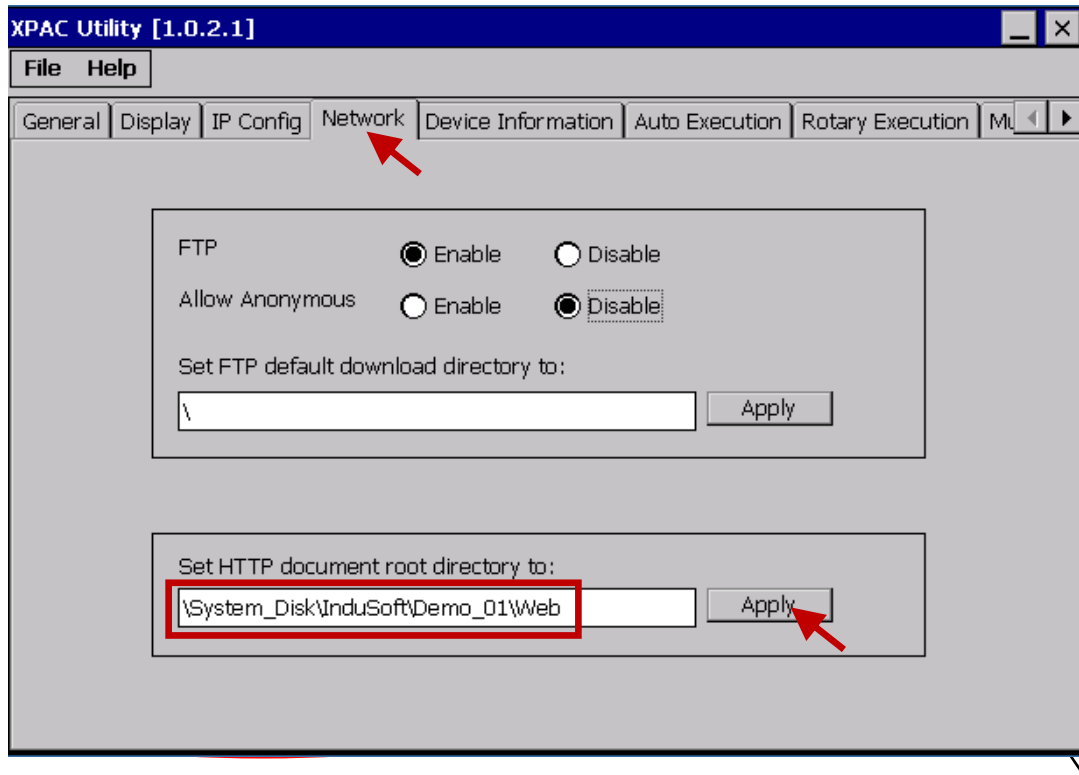 XPAC Utility [1.0.2.1]
File Help
General Display IP Config Network Device Information Auto Execution Rotary Execution
FTP Enable Disable
Allow Anonymous Enable Disable
Set FTP default download directory to:
\ Apply
Set HTTP document root directory to:
\System_Disk\InduSoft\Demo_01\Web Apply